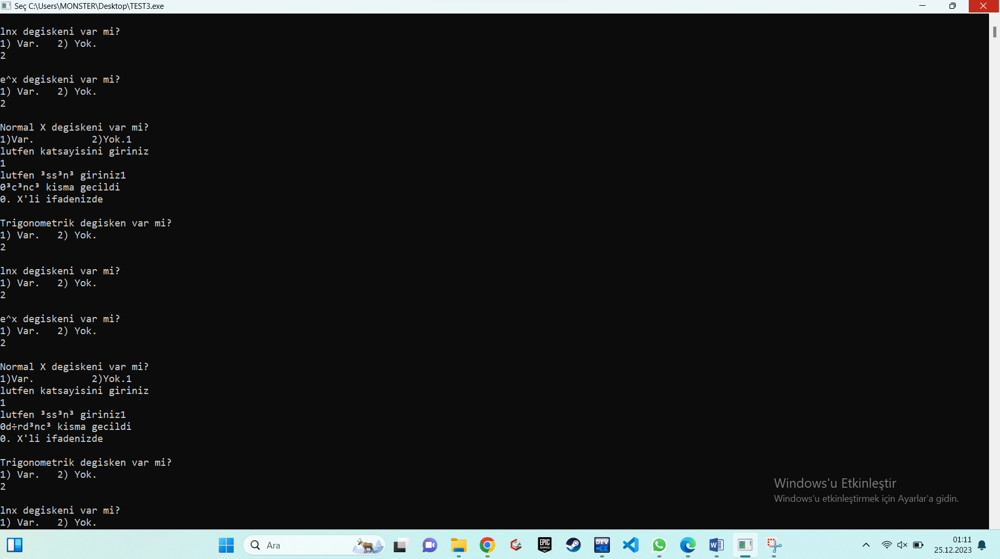 Seç C:\Users\MONSTER\Desktop\TEST3.exe
lnx degiskeni var mi?
1) Var.   2) Yok.
2
e^x degiskeni var mi?
1) Var.   2) Yok.
2
Normal X degiskeni var mi?
1)Var.          2)Yok.1
lutfen katsayisini giriniz
1
lutfen ³ss³n³ giriniz1
0³c³nc³ kisma gecildi
0. X'li ifadenizde
Trigonometrik degisken var mi?
1) Var.   2) Yok.
2
lnx degiskeni var mi?
1) Var.   2) Yok.
2
e^x degiskeni var mi?
1) Var.   2) Yok.
2
Normal X degiskeni var mi?
1)Var.          2)Yok.1
lutfen katsayisini giriniz
1
lutfen ³ss³n³ giriniz1
0d÷rd³nc³ kisma gecildi
0. X'li ifadenizde
Trigonometrik degisken var mi?
1) Var.   2) Yok.
2
lnx degiskeni var mi?
1) Var.   2) Yok.
Windows'u Etkinleştir
Windows'u etkinleştirmek için Ayarlar'a gidin.
Ara
EPIC GAMES
DEV C++
01:11
25.12.2023